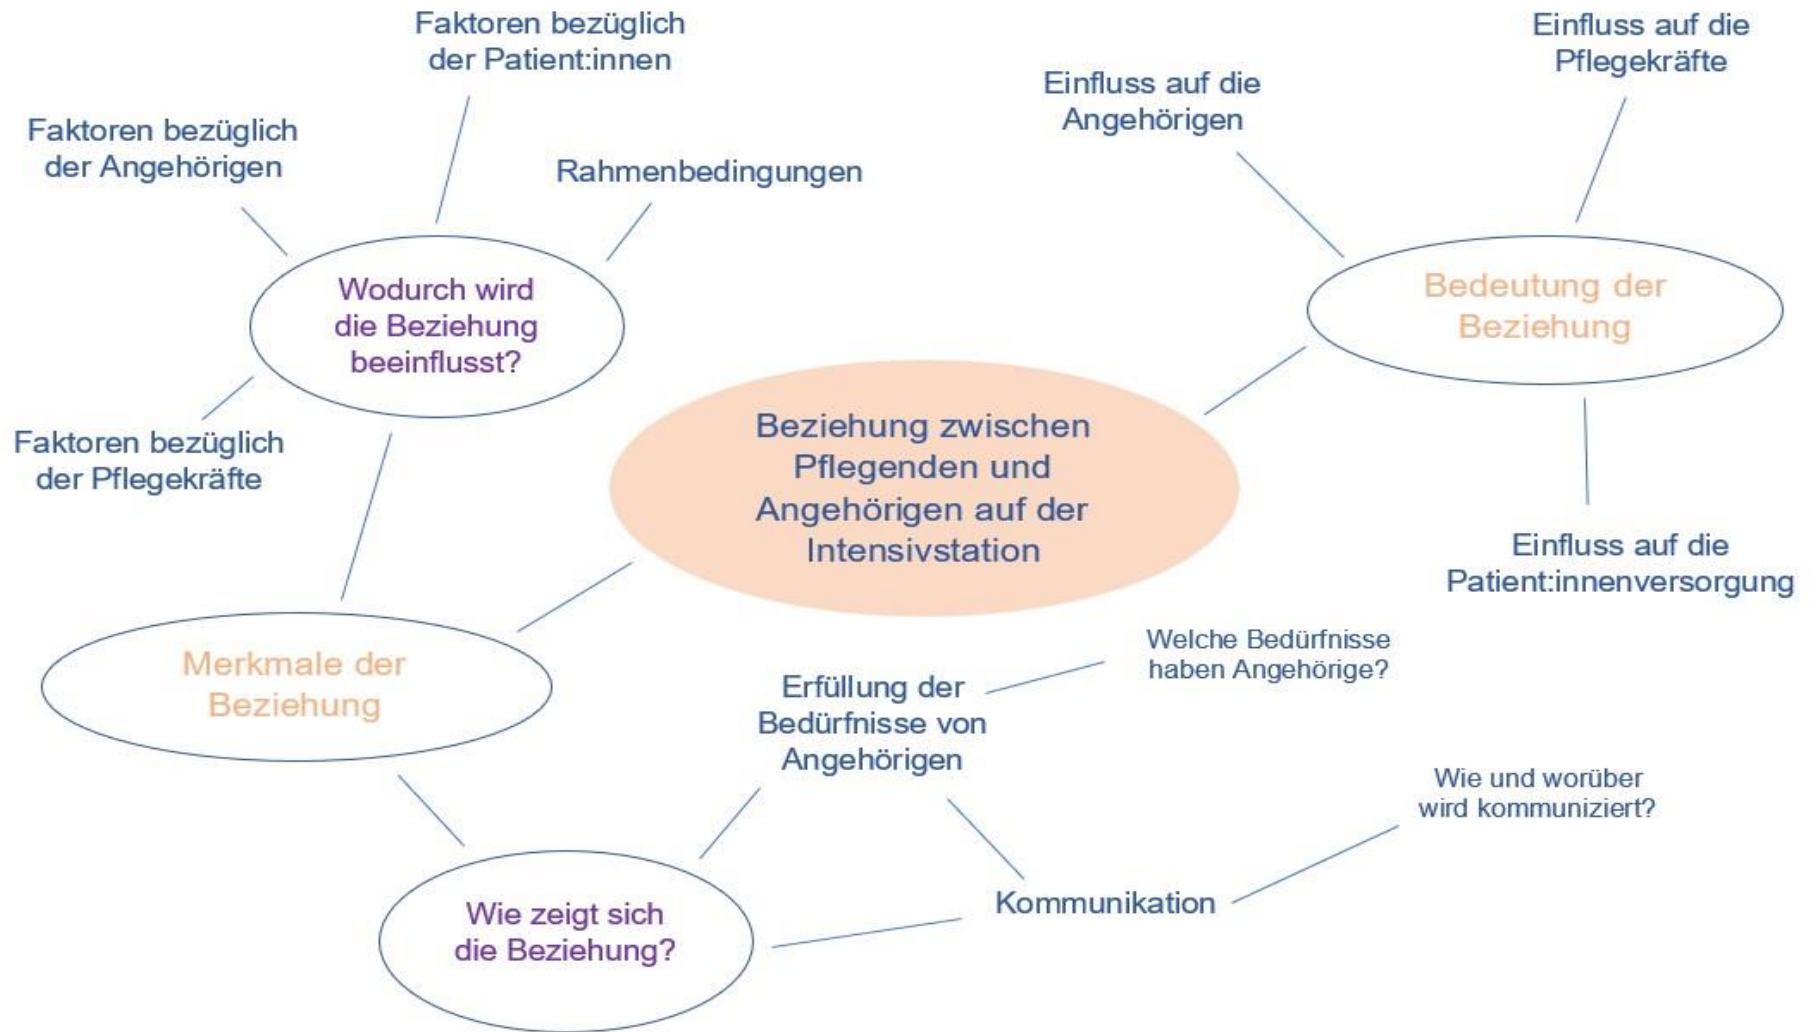 Faktoren bezüglich
der Patient:innen
Einfluss auf die
Pflegekräfte
Einfluss auf die
Angehörigen
Faktoren bezüglich
der Angehörigen
Rahmenbedingungen
Wodurch wird
die Beziehung
beeinflusst?
Bedeutung der
Beziehung
Faktoren bezüglich
der Pflegekräfte
Beziehung zwischen
Pflegenden und
Angehörigen auf der
Intensivstation
Einfluss auf die
Patient:innenversorgung
Merkmale der
Beziehung
Welche Bedürfnisse
haben Angehörige?
Erfüllung der
Bedürfnisse von
Angehörigen
Wie und worüber
wird kommuniziert?
Kommunikation
Wie zeigt sich
die Beziehung?